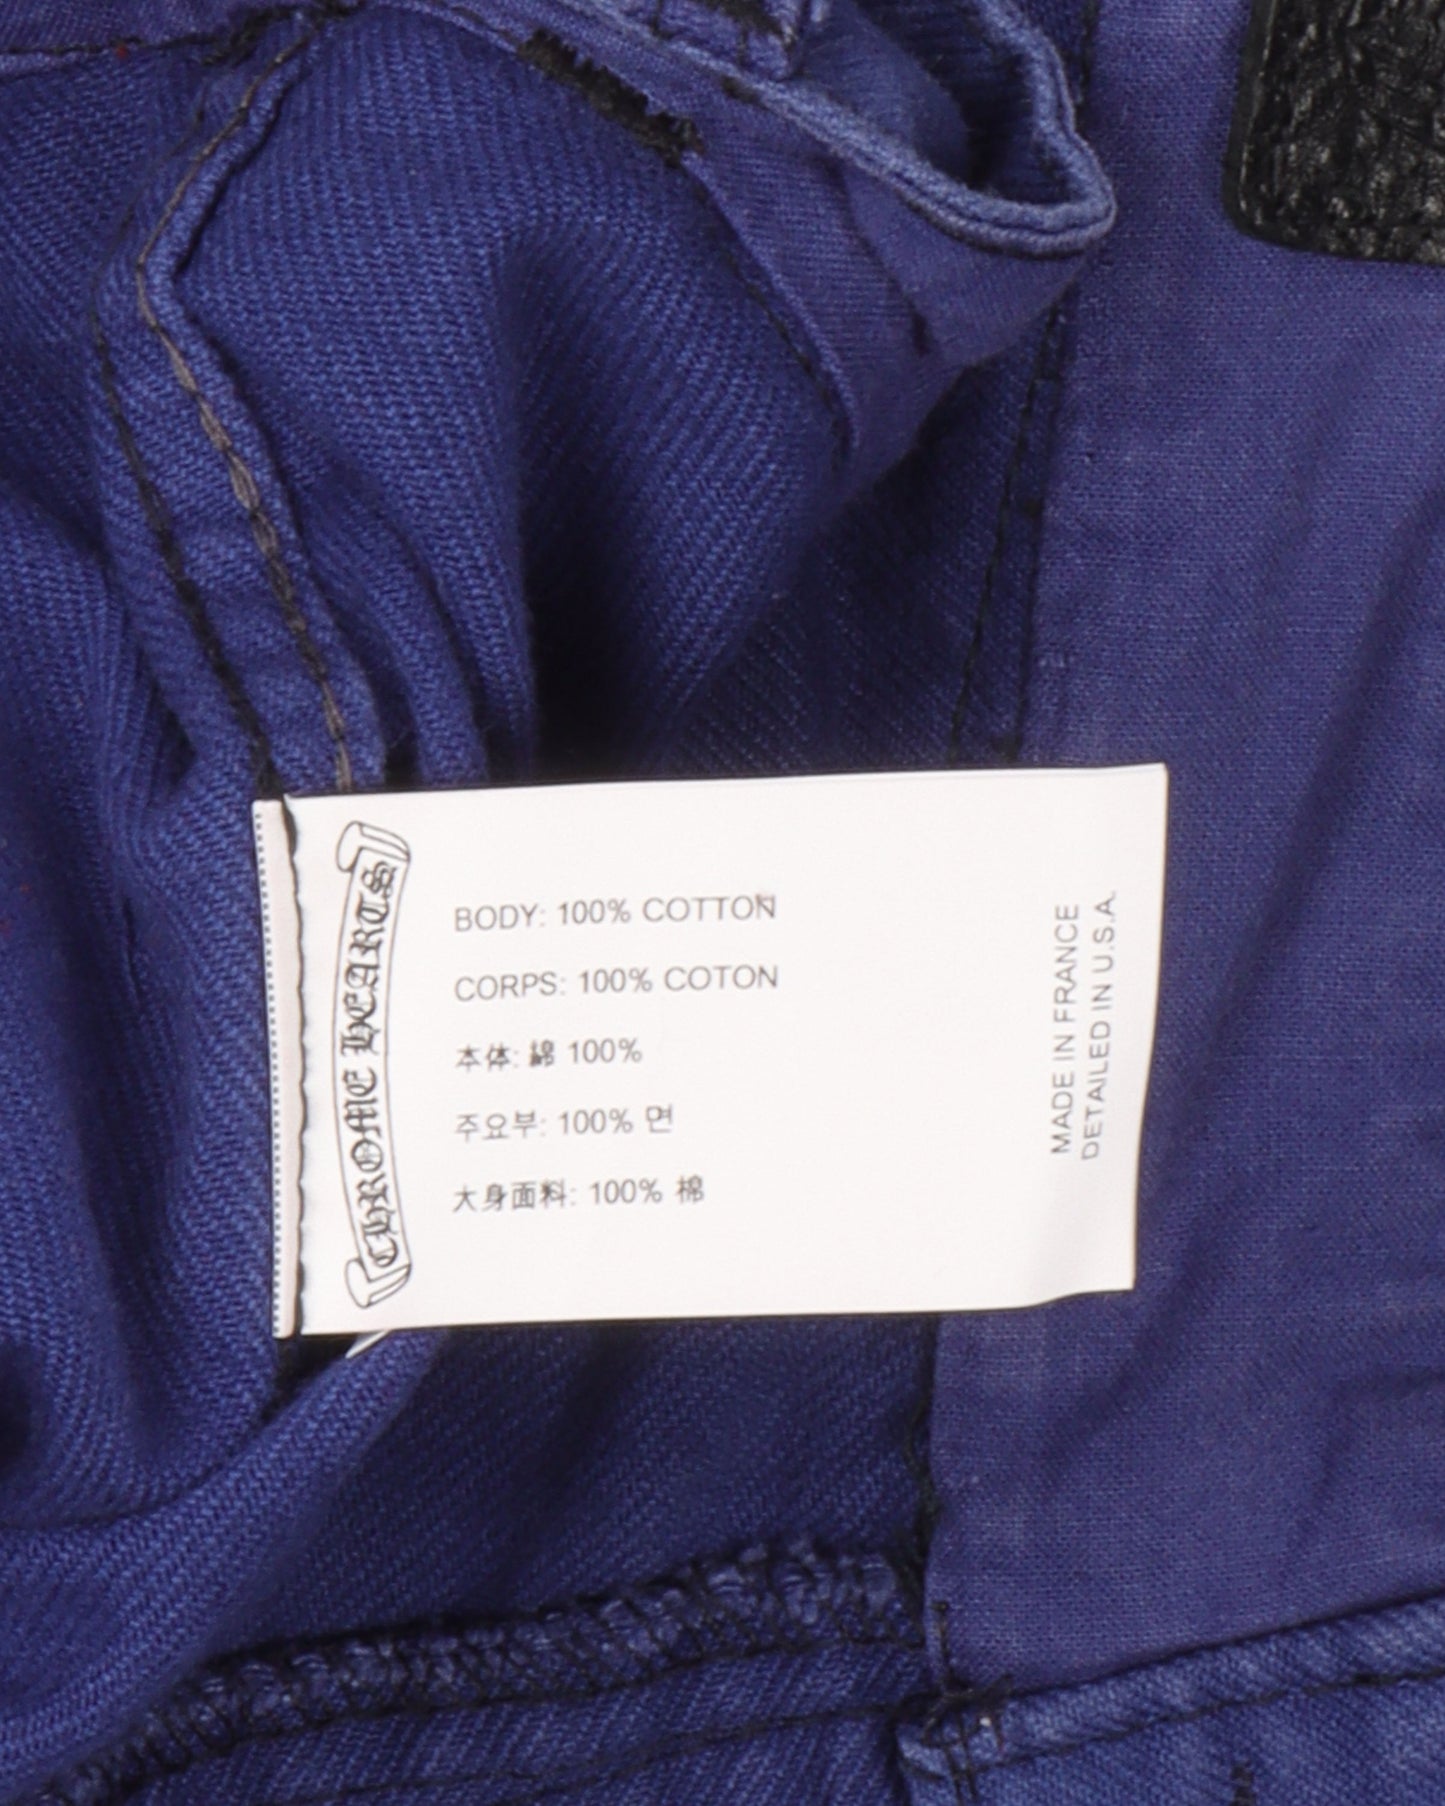 CHROME HEARTS
BODY: 100% COTTON
CORPS: 100% COTON
本体: 綿 100%
주요부: 100% 면
大身面料: 100% 棉
MADE IN FRANCE
DETAILED IN U.S.A.